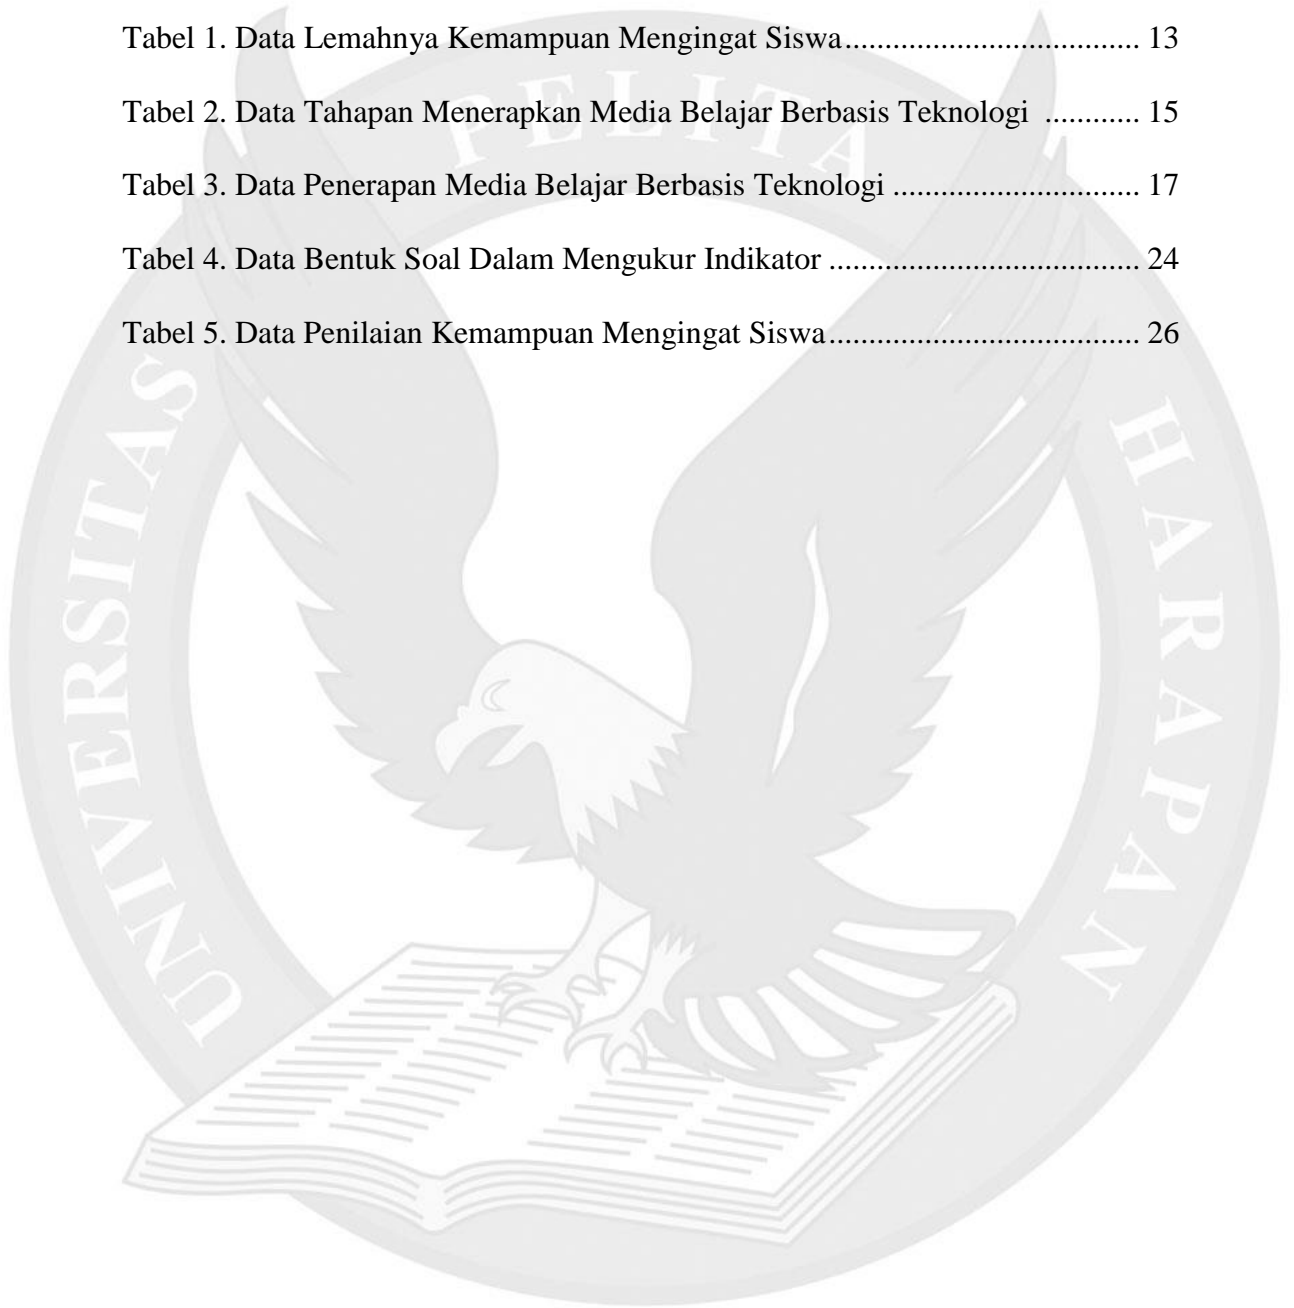 Tabel 1. Data Lemahnya Kemampuan Mengingat Siswa..................................... 13
Tabel 2. Data Tahapan Menerapkan Media Belajar Berbasis Teknologi ............ 15
Tabel 3. Data Penerapan Media Belajar Berbasis Teknologi ............................... 17
Tabel 4. Data Bentuk Soal Dalam Mengukur Indikator ....................................... 24
Tabel 5. Data Penilaian Kemampuan Mengingat Siswa....................................... 26
UNIVERSITAS
PELITA
HARAPAN